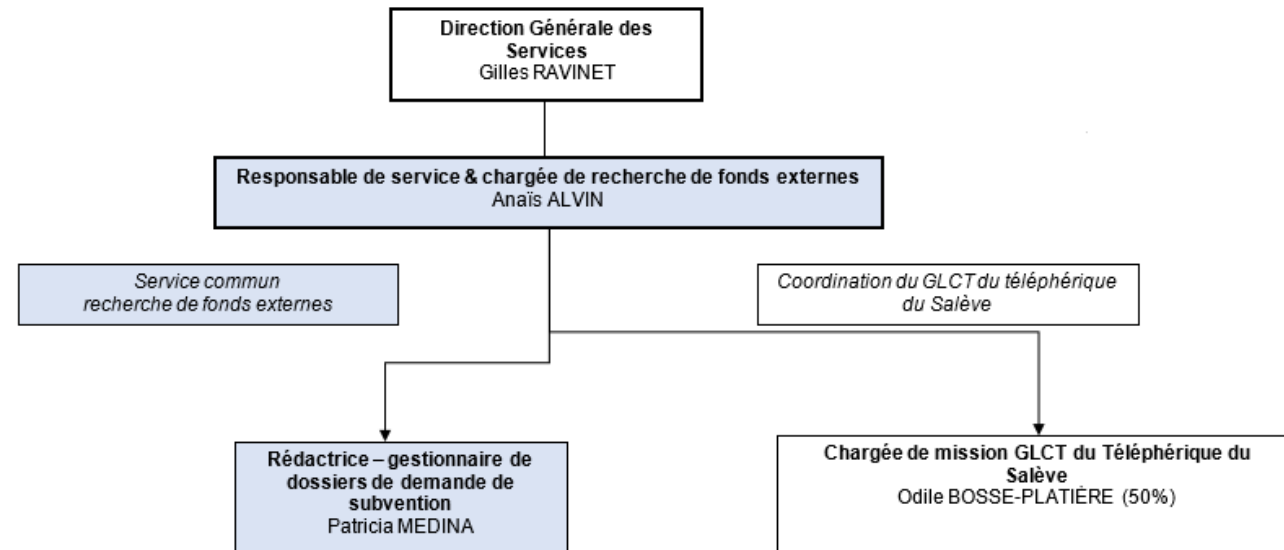 Direction Générale des
Services
Gilles RAVINET
Responsable de service & chargée de recherche de fonds externes
Anaïs ALVIN
Service commun
recherche de fonds externes
Coordination du GLCT du téléphérique
du Salève
Rédactrice – gestionnaire de
dossiers de demande de
subvention
Patricia MEDINA
Chargée de mission GLCT du Téléphérique du
Salève
Odile BOSSE-PLATIÈRE (50%)